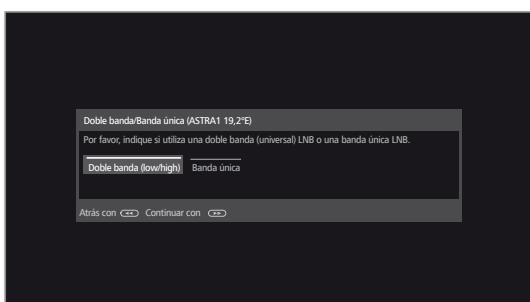 Doble banda/Banda única (ASTRA1 19,2°E)
Por favor, indique si utiliza una doble banda (universal) LNB o una banda única LNB.
Doble banda (low/high) Banda única
Atrás con Continuar con